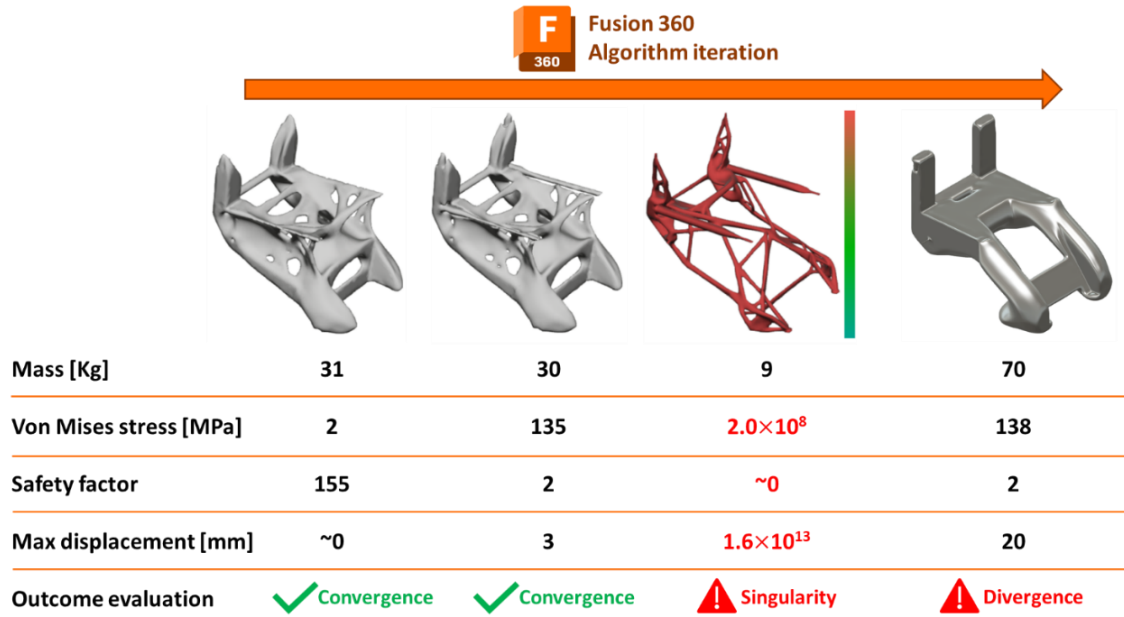 F
360
Fusion 360
Algorithm iteration
Mass [Kg] 31 30 9 70
Von Mises stress [MPa] 2 135 2.0×10⁸ 138
Safety factor 155 2 ~0 2
Max displacement [mm] ~0 3 1.6×10¹³ 20
Outcome evaluation Convergence Convergence Singularity Divergence